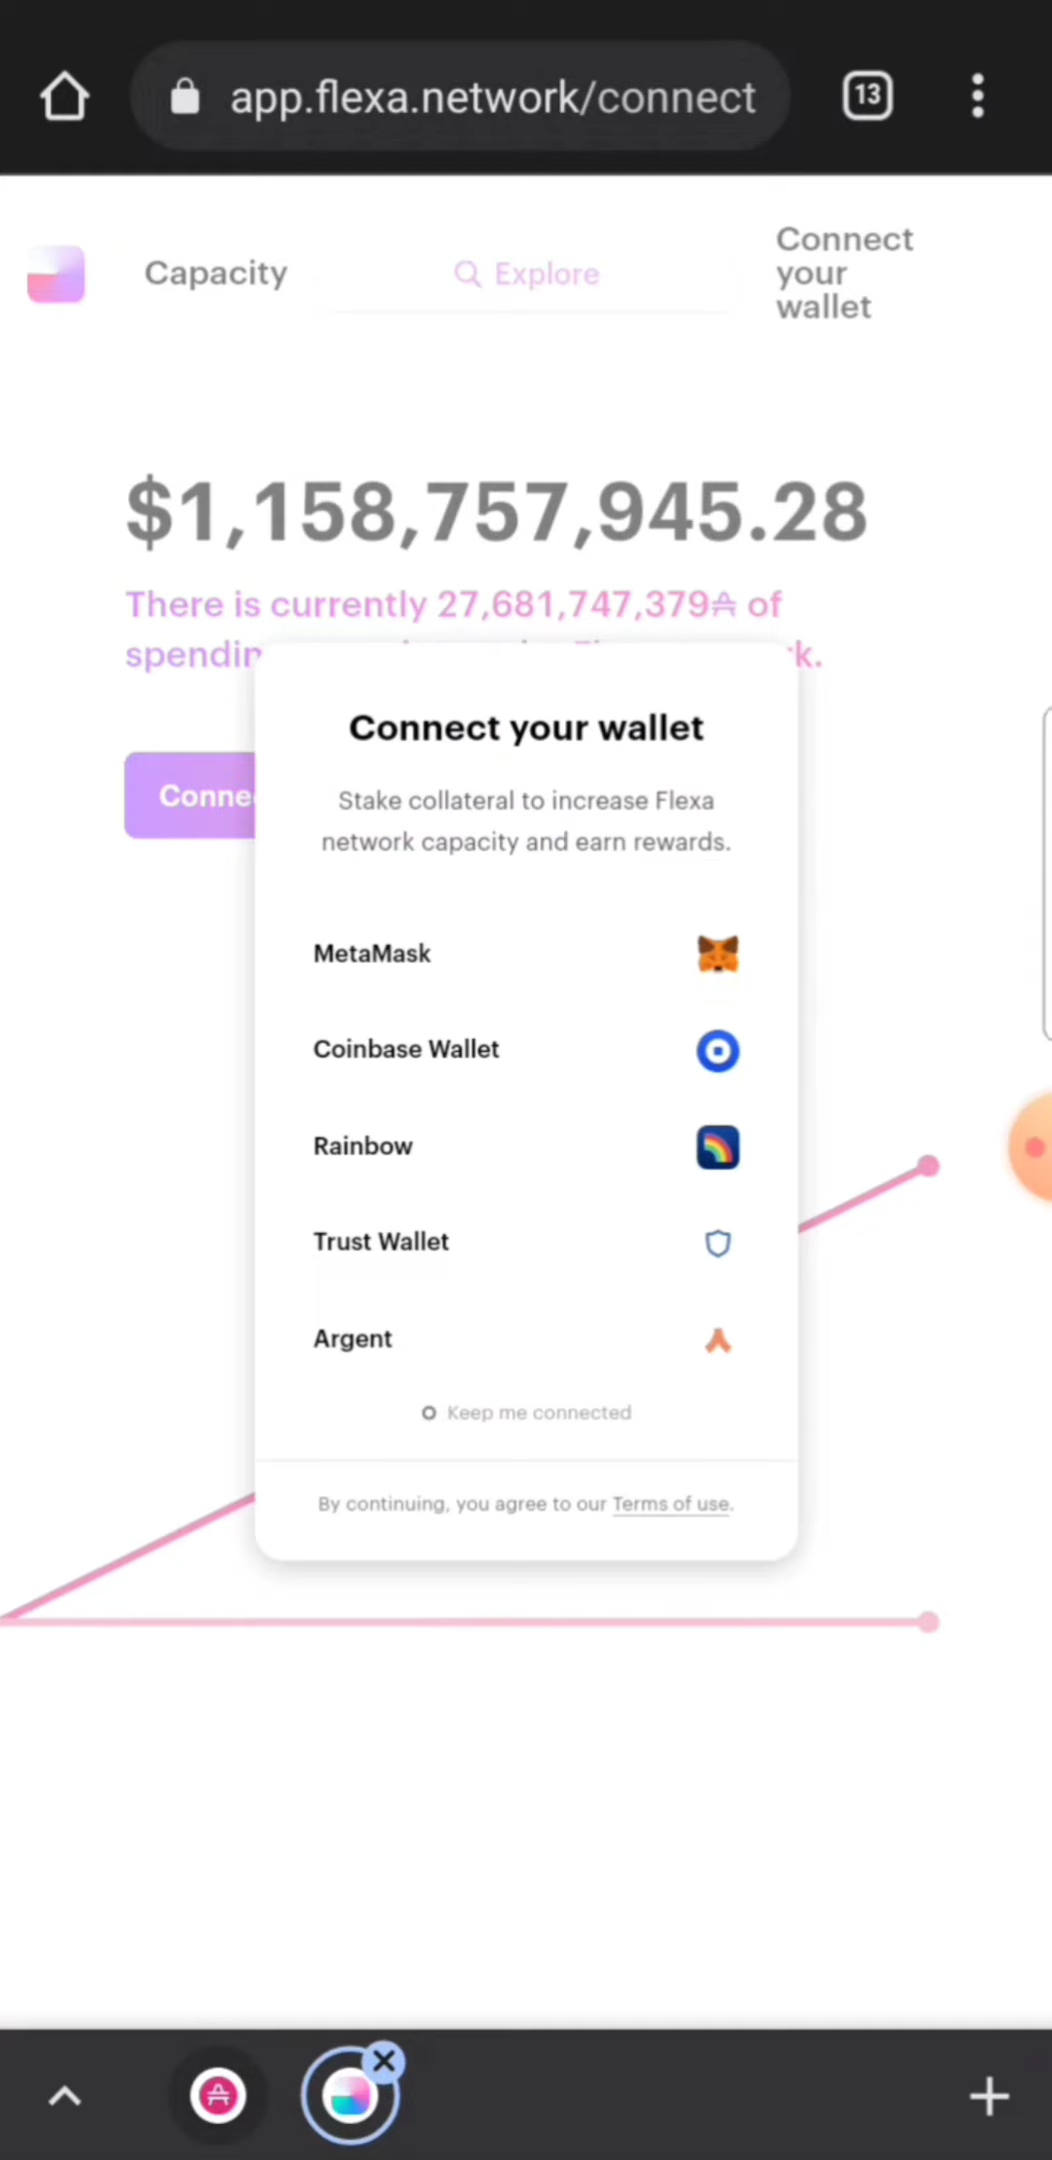 app.flexa.network/connect
13
Capacity
Explore
Connect
your
wallet
$1,158,757,945.28
There is currently 27,681,747,379 of
spendin
k.
Connect your wallet
Conne
Stake collateral to increase Flexa
network capacity and earn rewards.
MetaMask
Coinbase Wallet
Rainbow
Trust Wallet
Argent
Keep me connected
By continuing, you agree to our Terms of use.